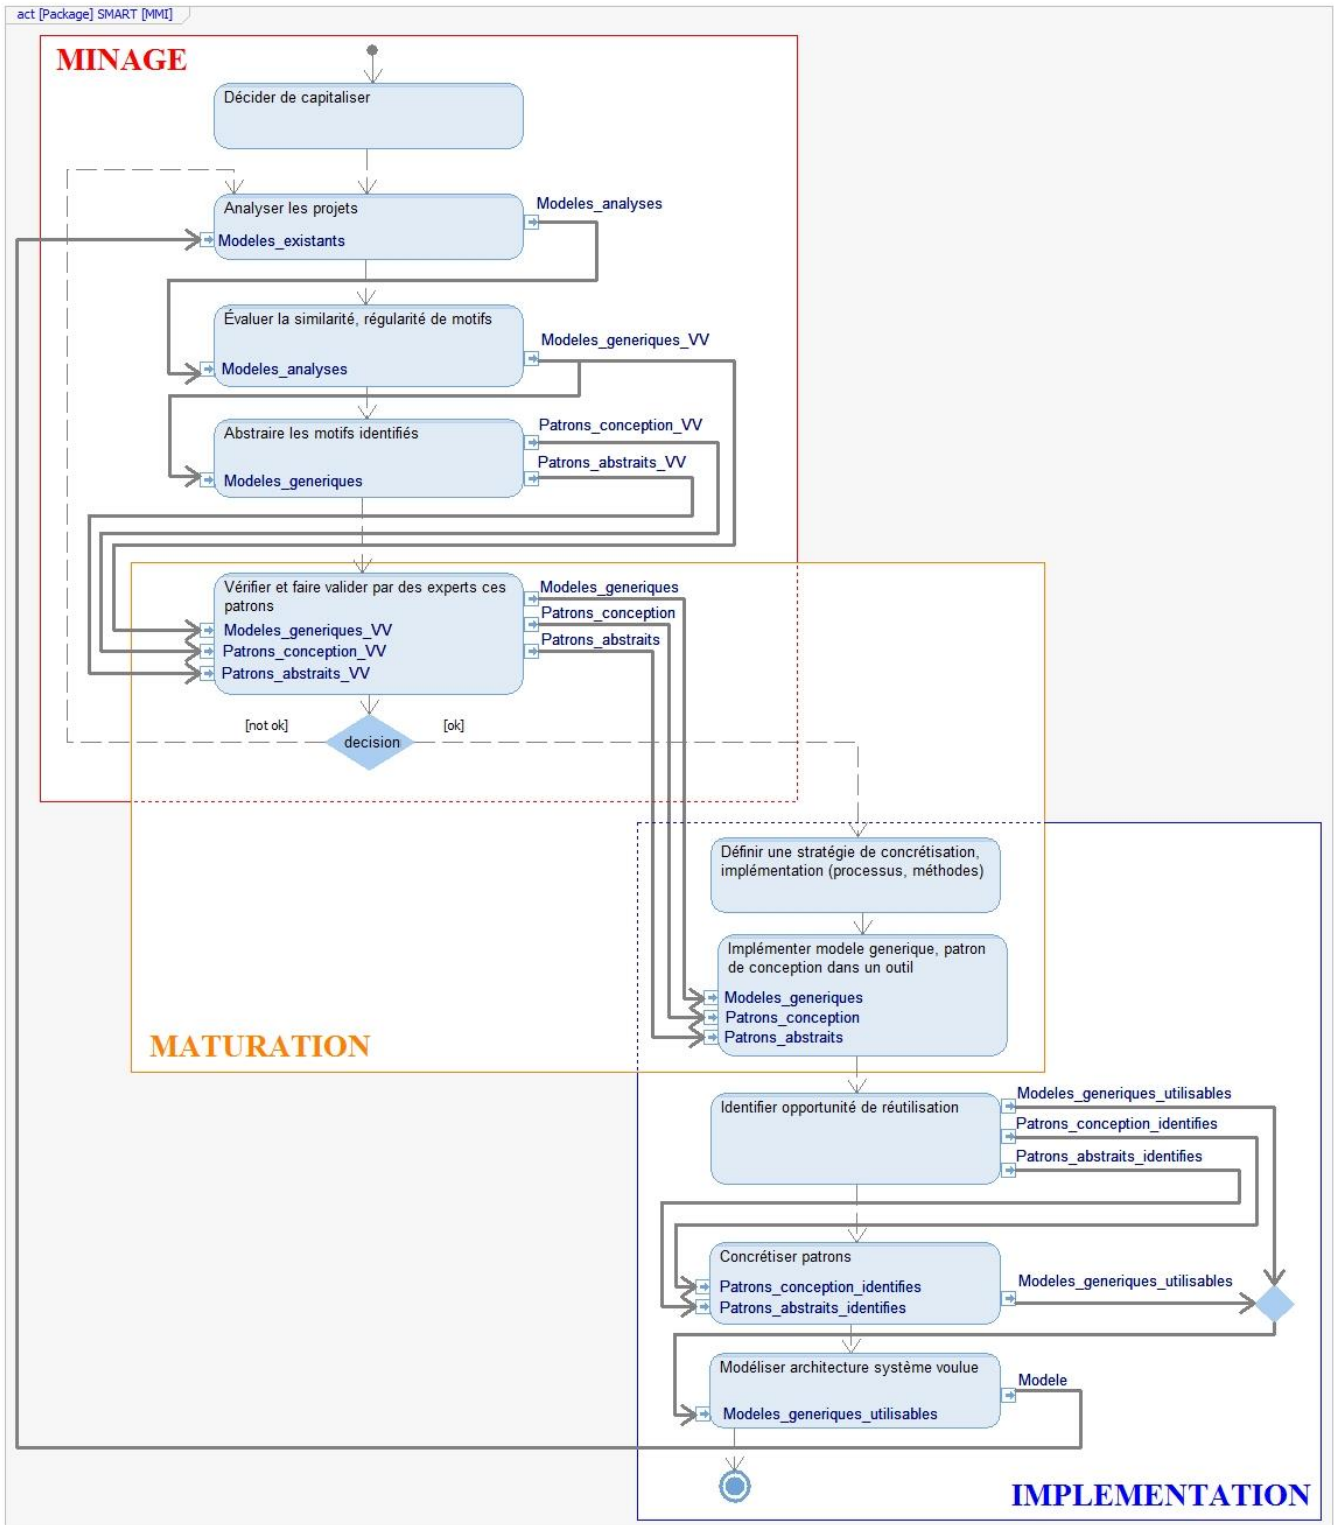 act [Package] SMART [MMI]
MINAGE
Décider de capitaliser
Analyser les projets
Modeles_analyses
Modeles_existants
Évaluer la similarité, régularité de motifs
Modeles_generiques_VV
Modeles_analyses
Abstraire les motifs identifiés
Patrons_conception_VV
Patrons_abstraits_VV
Modeles_generiques
Vérifier et faire valider par des experts ces
patrons
Modeles_generiques_VV
Patrons_conception_VV
Patrons_abstraits_VV
Modeles_generiques
Patrons_conception
Patrons_abstraits
[not ok]
[ok]
decision
Définir une stratégie de concrétisation,
implémentation (processus, méthodes)
Implémenter modele generique, patron
de conception dans un outil
Modeles_generiques
Patrons_conception
Patrons_abstraits
MATURATION
Identifier opportunité de réutilisation
Modeles_generiques_utilisables
Patrons_conception_identifies
Patrons_abstraits_identifies
Concrétiser patrons
Patrons_conception_identifies
Patrons_abstraits_identifies
Modeles_generiques_utilisables
Modéliser architecture système voulue
Modele
Modeles_generiques_utilisables
IMPLEMENTATION